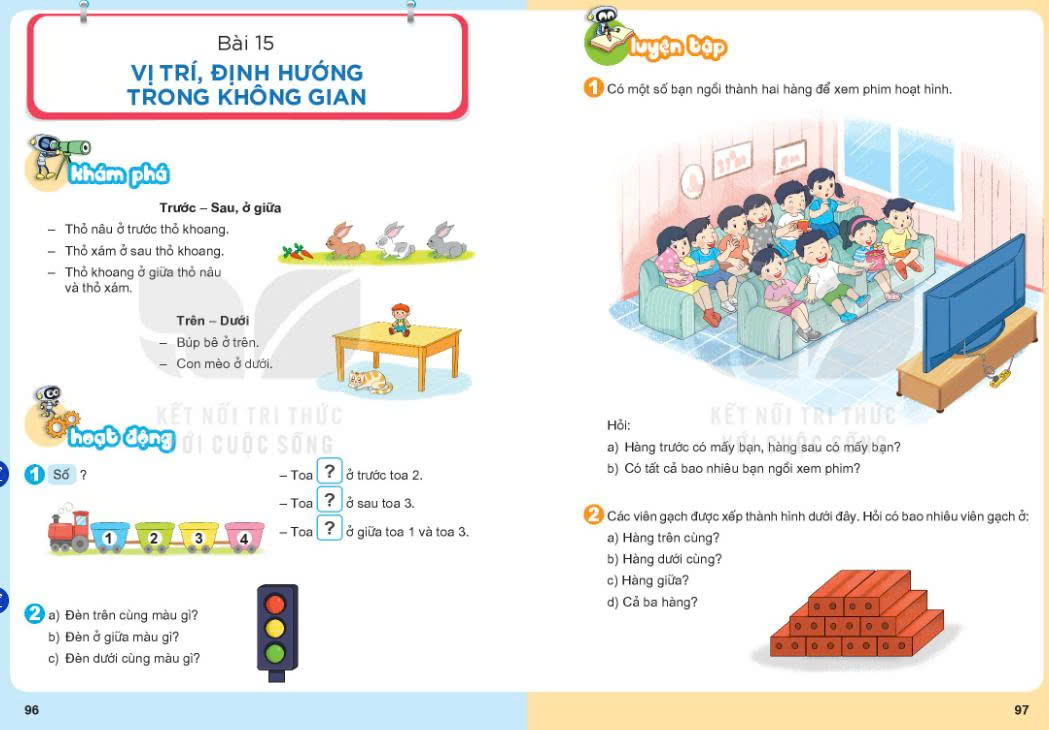 Bài 15
VỊ TRÍ, ĐỊNH HƯỚNG
TRONG KHÔNG GIAN
khám phá
Trước – Sau, ở giữa
– Thỏ nâu ở trước thỏ khoang.
– Thỏ xám ở sau thỏ khoang.
– Thỏ khoang ở giữa thỏ nâu
và thỏ xám.
Trên – Dưới
– Búp bê ở trên.
– Con mèo ở dưới.
KẾT NỐI TRI THỨC
VỚI CUỘC SỐNG
hoạt động
1 Số ?
1 2 3 4
– Toa ? ở trước toa 2.
– Toa ? ở sau toa 3.
– Toa ? ở giữa toa 1 và toa 3.
2 a) Đèn trên cùng màu gì?
b) Đèn ở giữa màu gì?
c) Đèn dưới cùng màu gì?
96
luyện tập
1 Có một số bạn ngồi thành hai hàng để xem phim hoạt hình.
KẾT NỐI TRI THỨC
VỚI CUỘC SỐNG
Hỏi:
a) Hàng trước có mấy bạn, hàng sau có mấy bạn?
b) Có tất cả bao nhiêu bạn ngồi xem phim?
2 Các viên gạch được xếp thành hình dưới đây. Hỏi có bao nhiêu viên gạch ở:
a) Hàng trên cùng?
b) Hàng dưới cùng?
c) Hàng giữa?
d) Cả ba hàng?
97